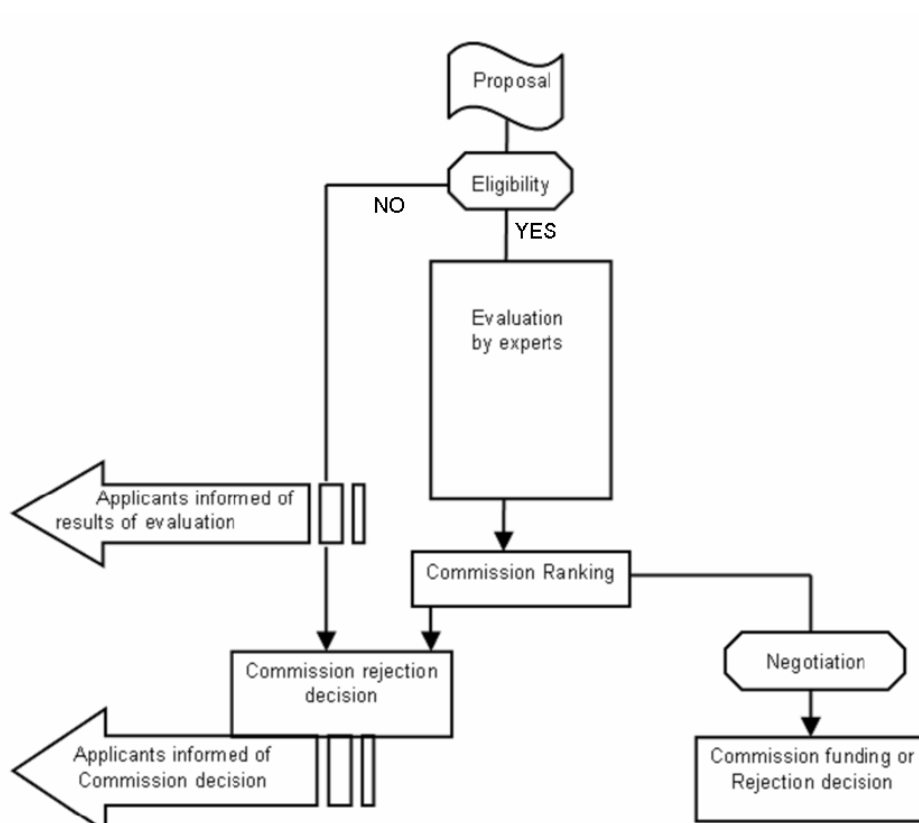 Proposal
Eligibility
NO
YES
Evaluation
by experts
Applicants informed of
results of evaluation
Commission Ranking
Commission rejection
decision
Negotiation
Applicants informed of
Commission decision
Commission funding or
Rejection decision